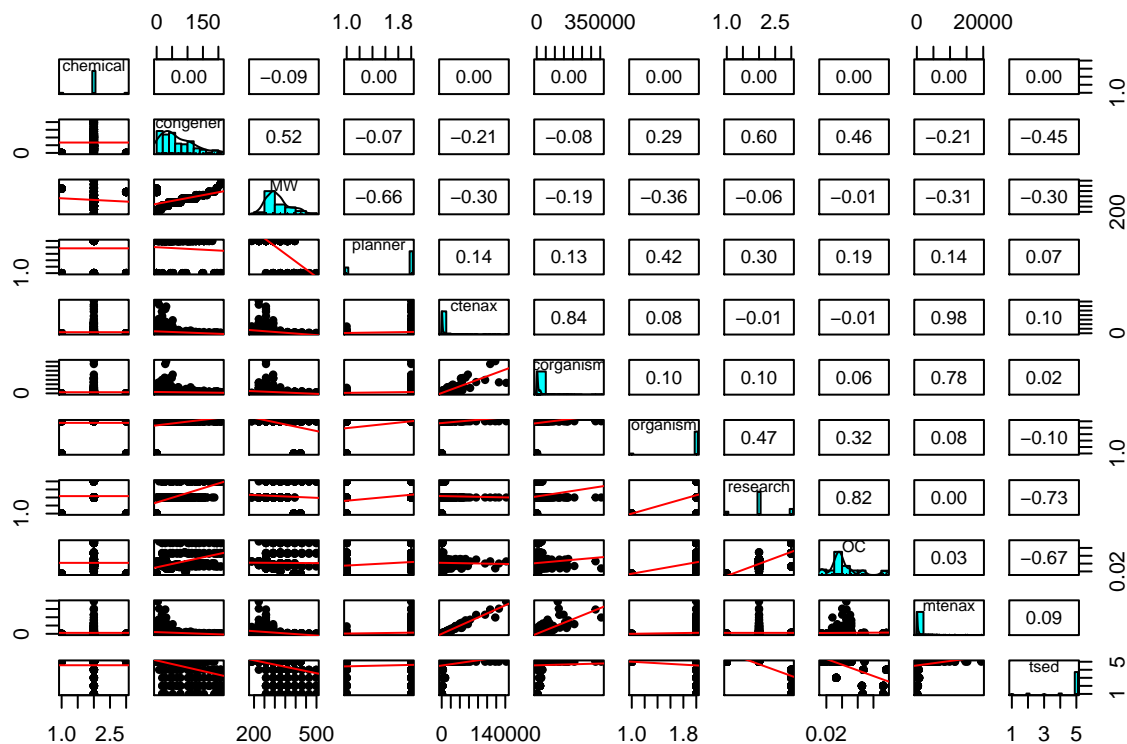 0 150 1.0 1.8 0 350000 1.0 2.5 0 20000
chemical 0.00 −0.09 0.00 0.00 0.00 0.00 0.00 0.00 0.00 0.00 1.0
0 congener 0.52 −0.07 −0.21 −0.08 0.29 0.60 0.46 −0.21 −0.45
MW −0.66 −0.30 −0.19 −0.36 −0.06 −0.01 −0.31 −0.30 200
1.0 planner 0.14 0.13 0.42 0.30 0.19 0.14 0.07
ctenax 0.84 0.08 −0.01 −0.01 0.98 0.10 0
0 corganism 0.10 0.10 0.06 0.78 0.02
organism 0.47 0.32 0.08 −0.10 1.0
1.0 research 0.82 0.00 −0.73
OC 0.03 −0.67 0.02
0 mtenax 0.09
tsed 1 5
1.0 2.5 200 500 0 140000 1.0 1.8 0.02 1 3 5